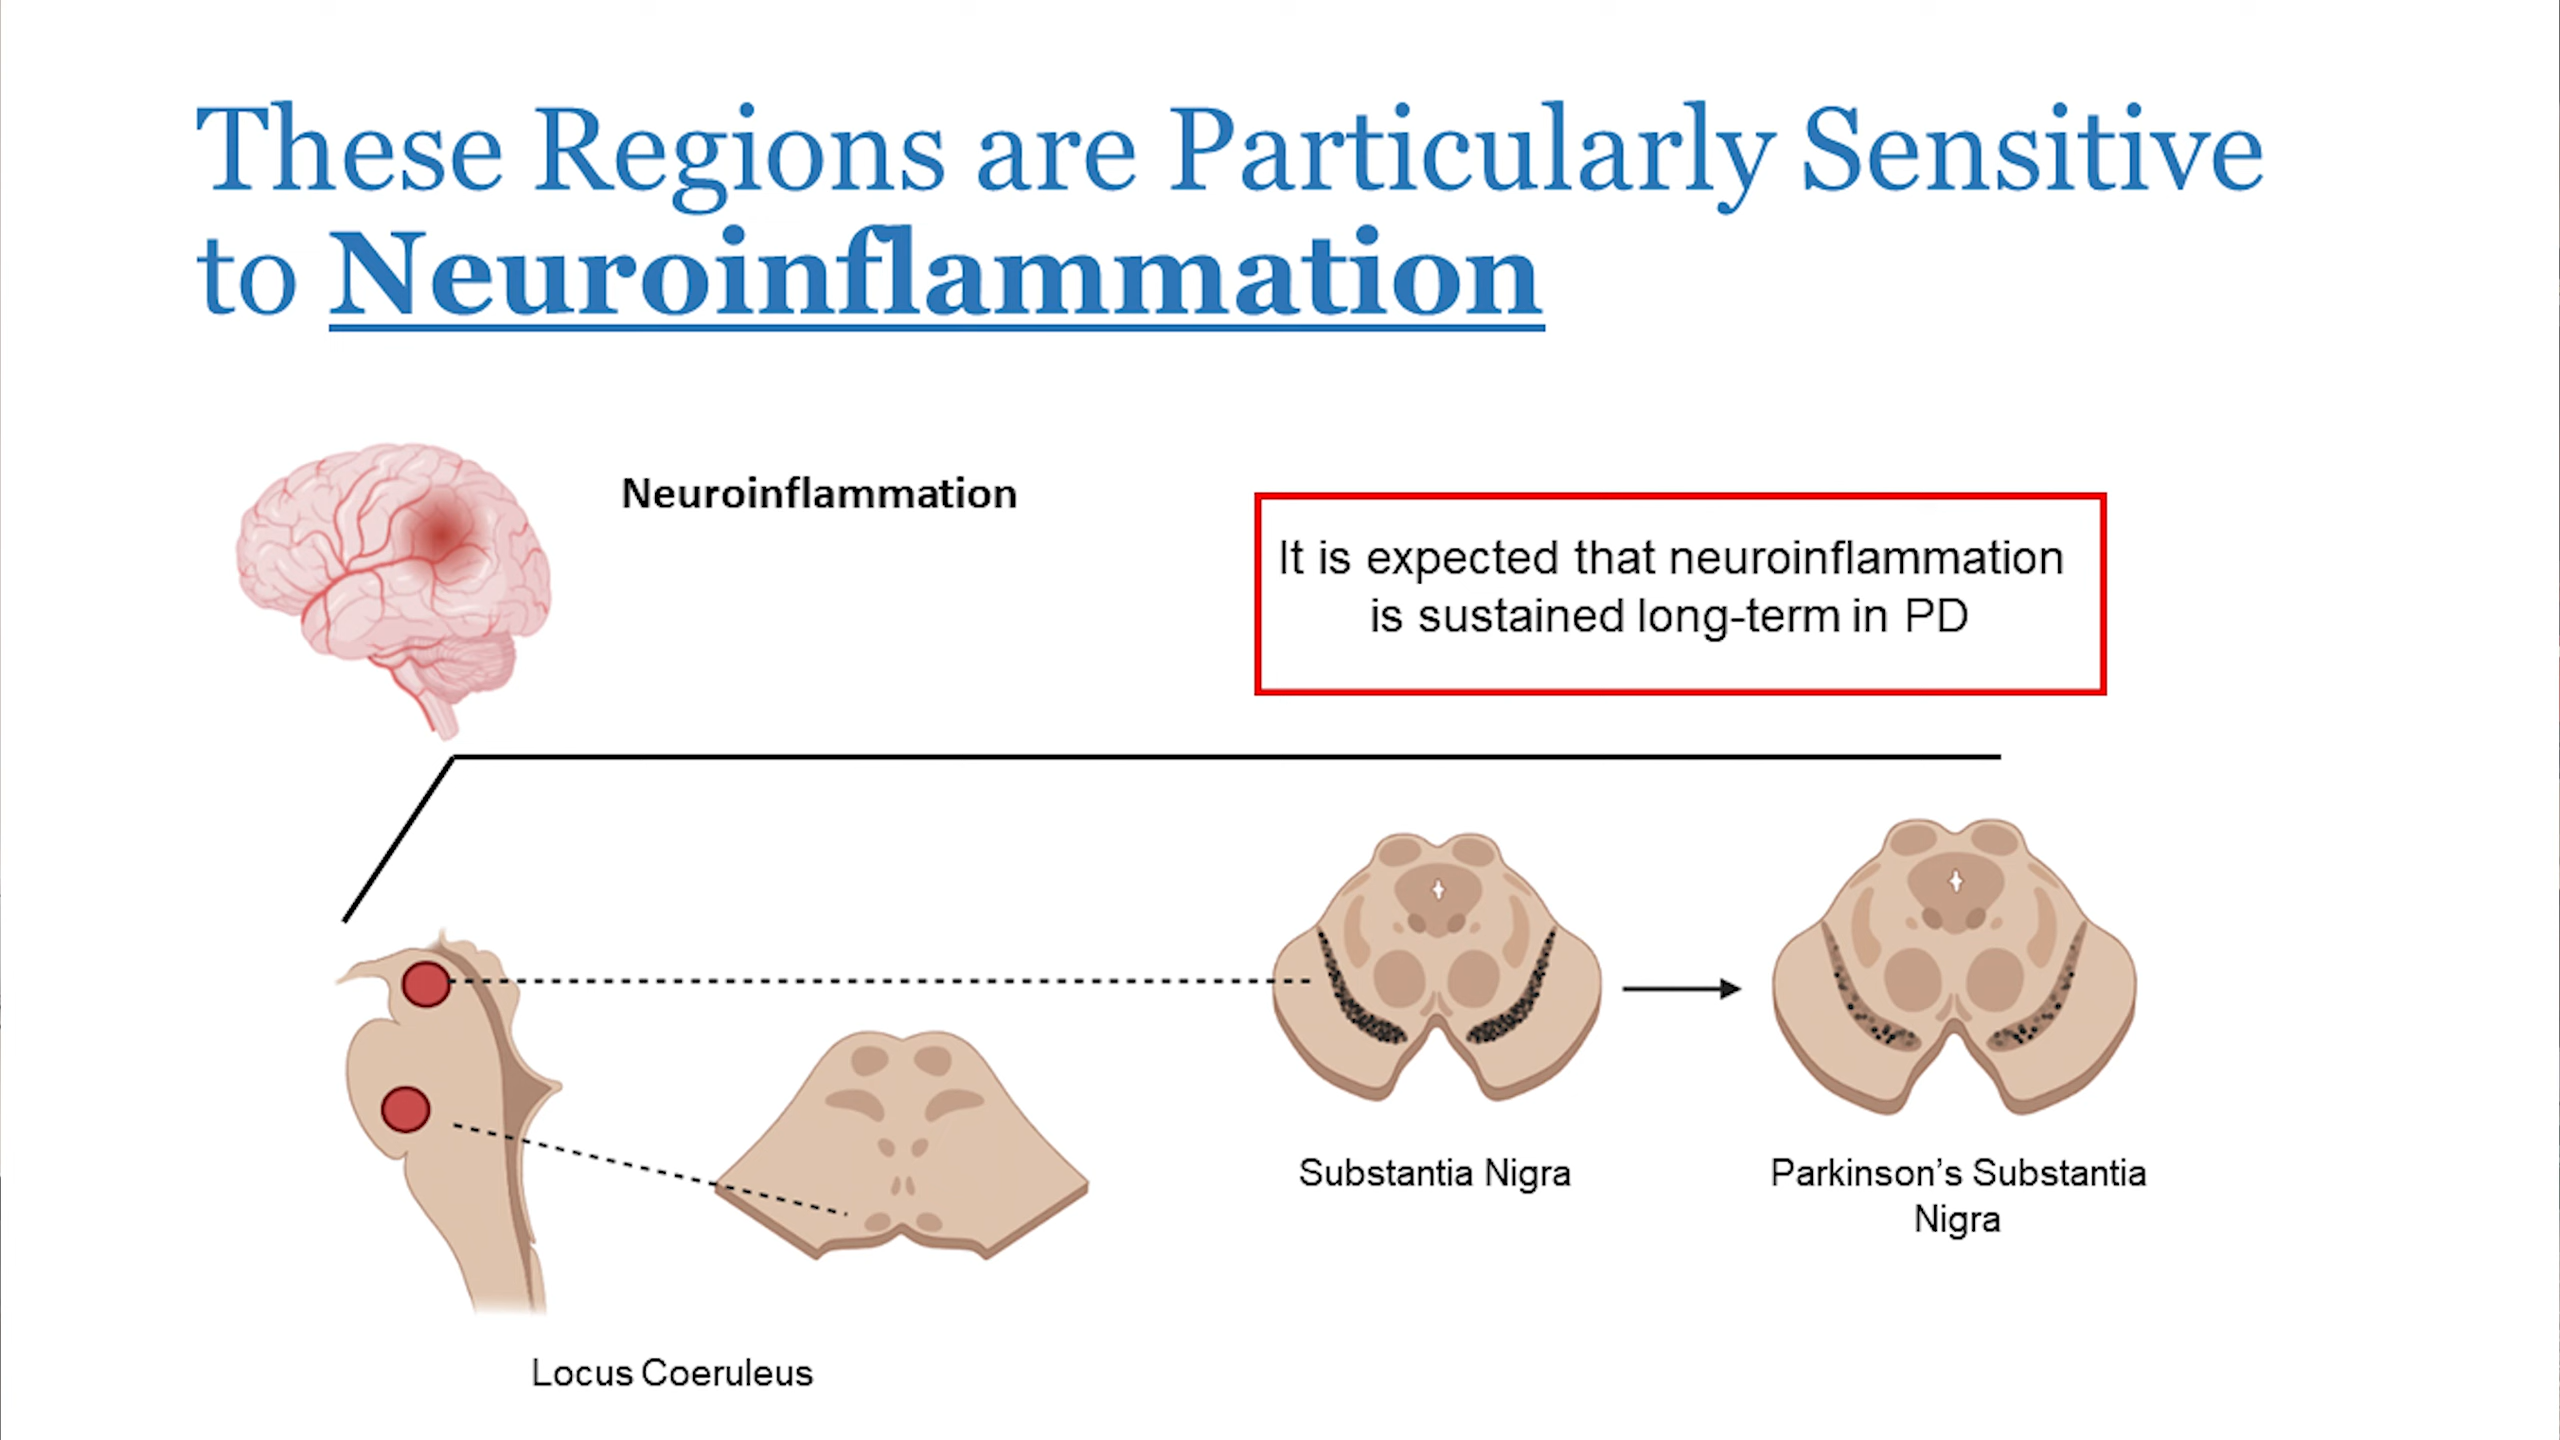 These Regions are Particularly Sensitive
to Neuroinflammation
Neuroinflammation
It is expected that neuroinflammation
is sustained long-term in PD
Substantia Nigra
Parkinson’s Substantia
Nigra
Locus Coeruleus